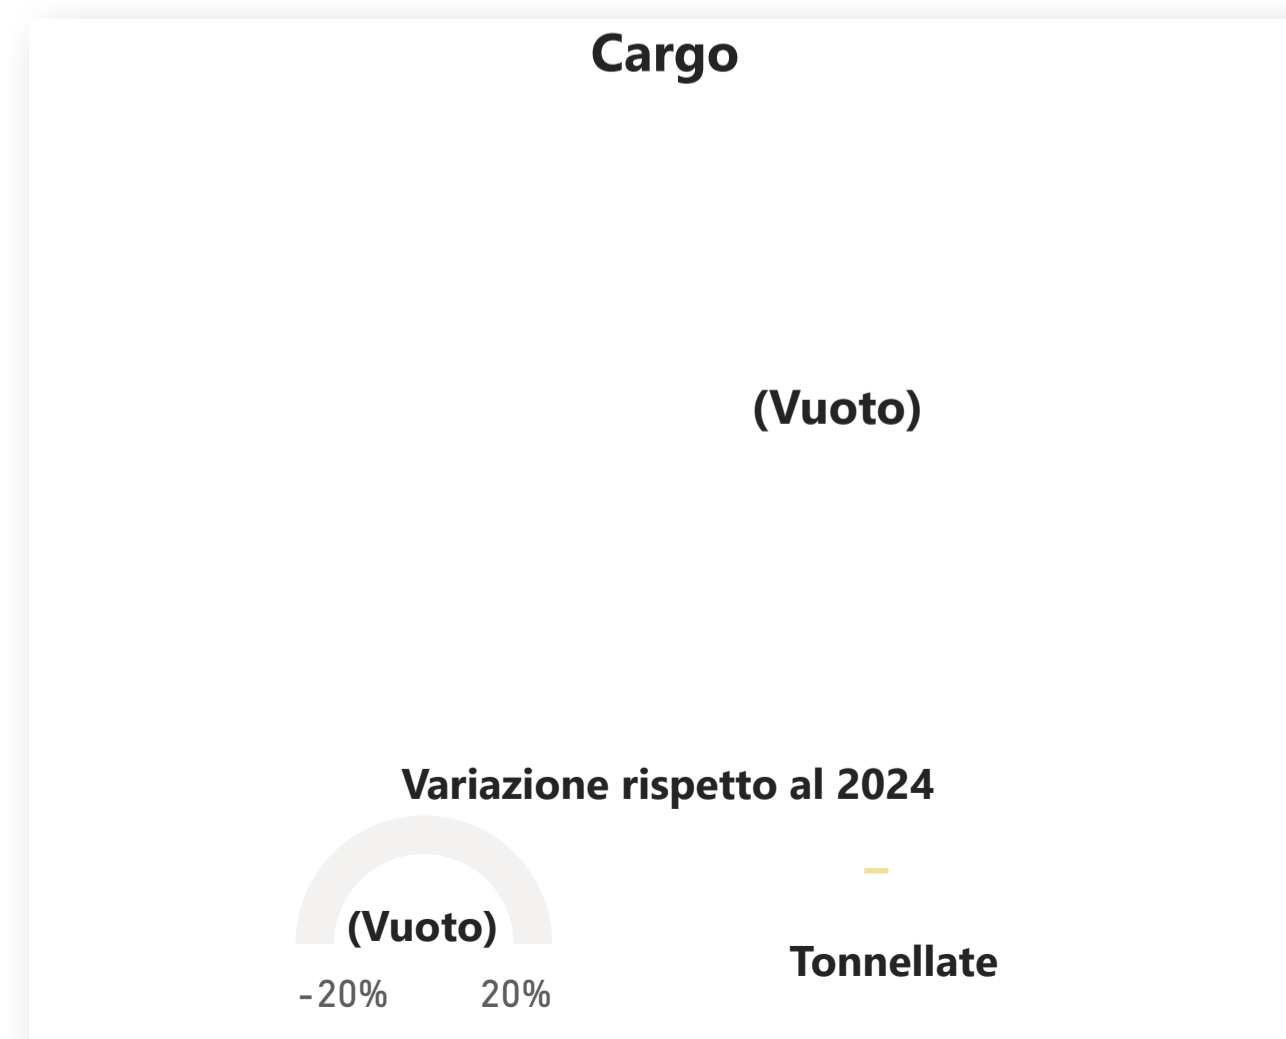 Cargo
(Vuoto)
Variazione rispetto al 2024
(Vuoto)
-20% 20%
–
Tonnellate